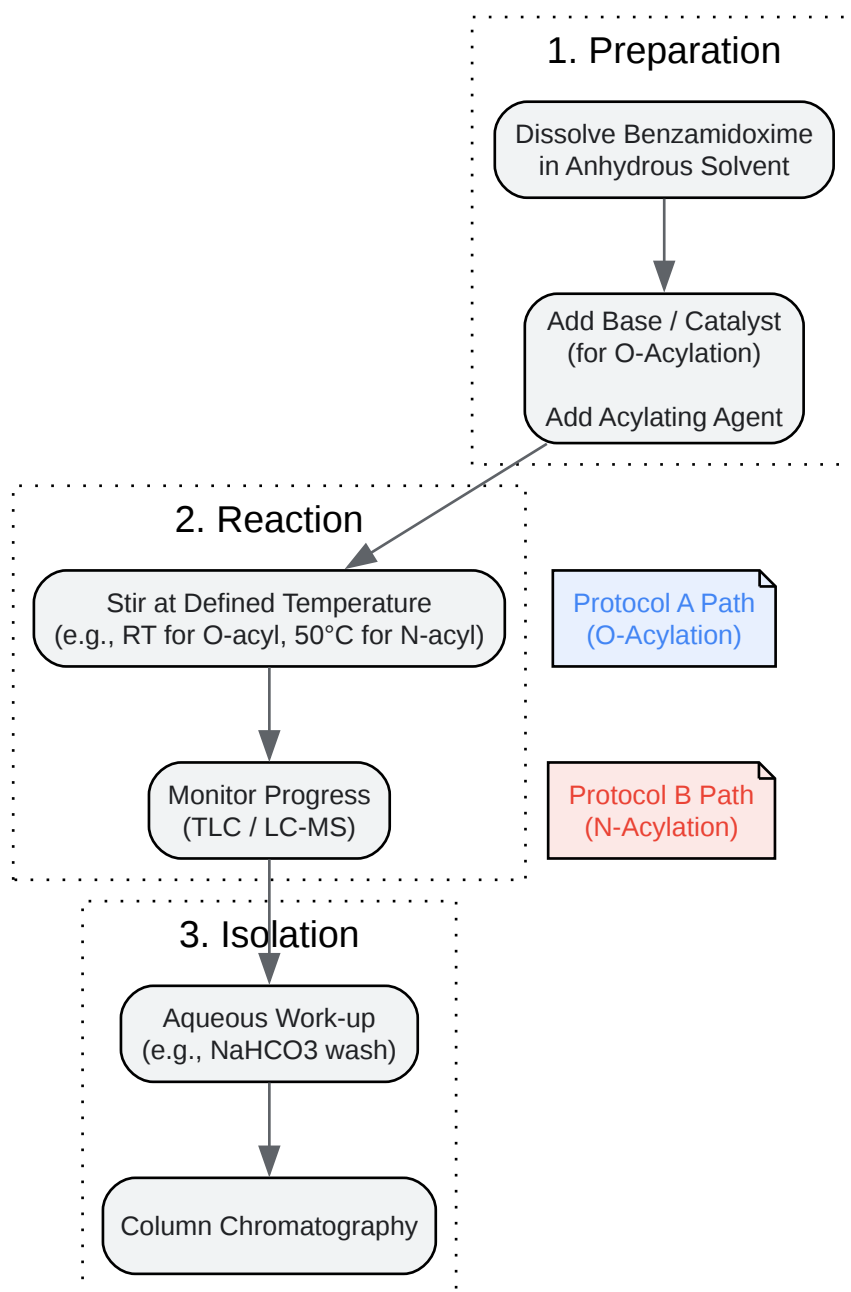 1. Preparation
Dissolve Benzamidoxime
in Anhydrous Solvent
Add Base / Catalyst
(for O-Acylation)
Add Acylating Agent
2. Reaction
Stir at Defined Temperature
(e.g., RT for O-acyl, 50°C for N-acyl)
Protocol A Path
(O-Acylation)
Monitor Progress
(TLC / LC-MS)
Protocol B Path
(N-Acylation)
3. Isolation
Aqueous Work-up
(e.g., NaHCO3 wash)
Column Chromatography